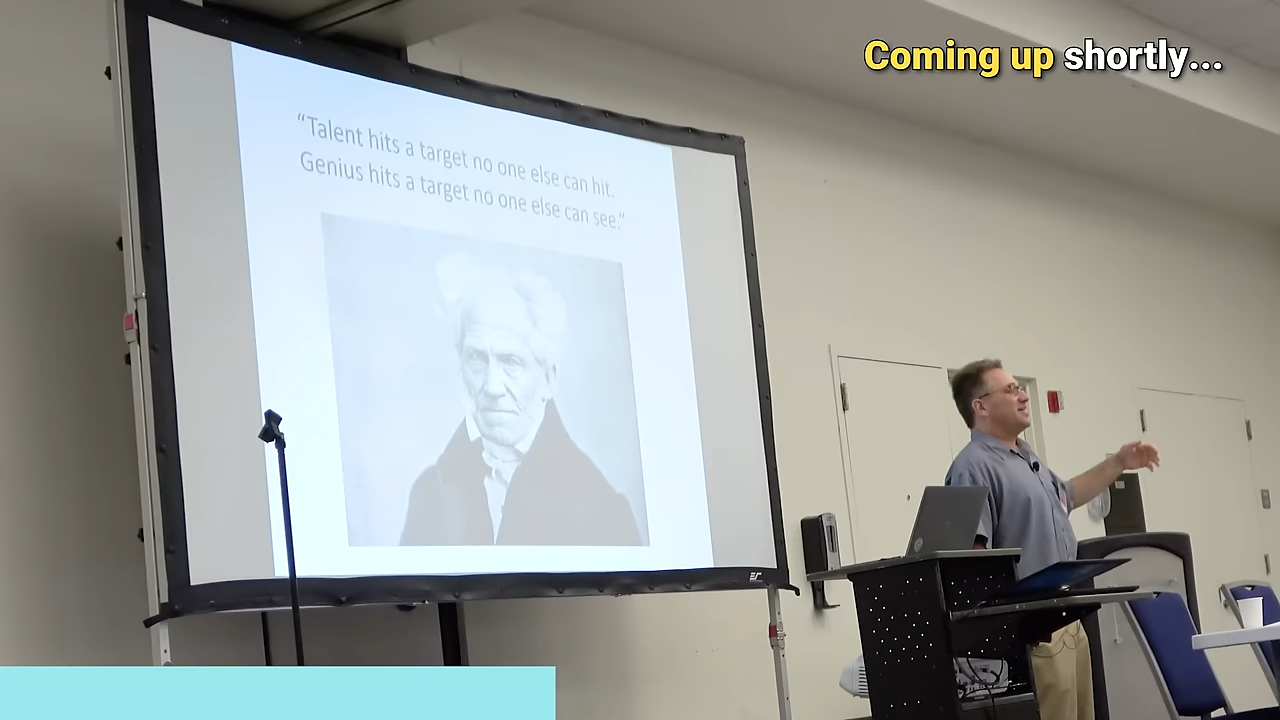 Coming up shortly...
“Talent hits a target no one else can hit.
Genius hits a target no one else can see.”